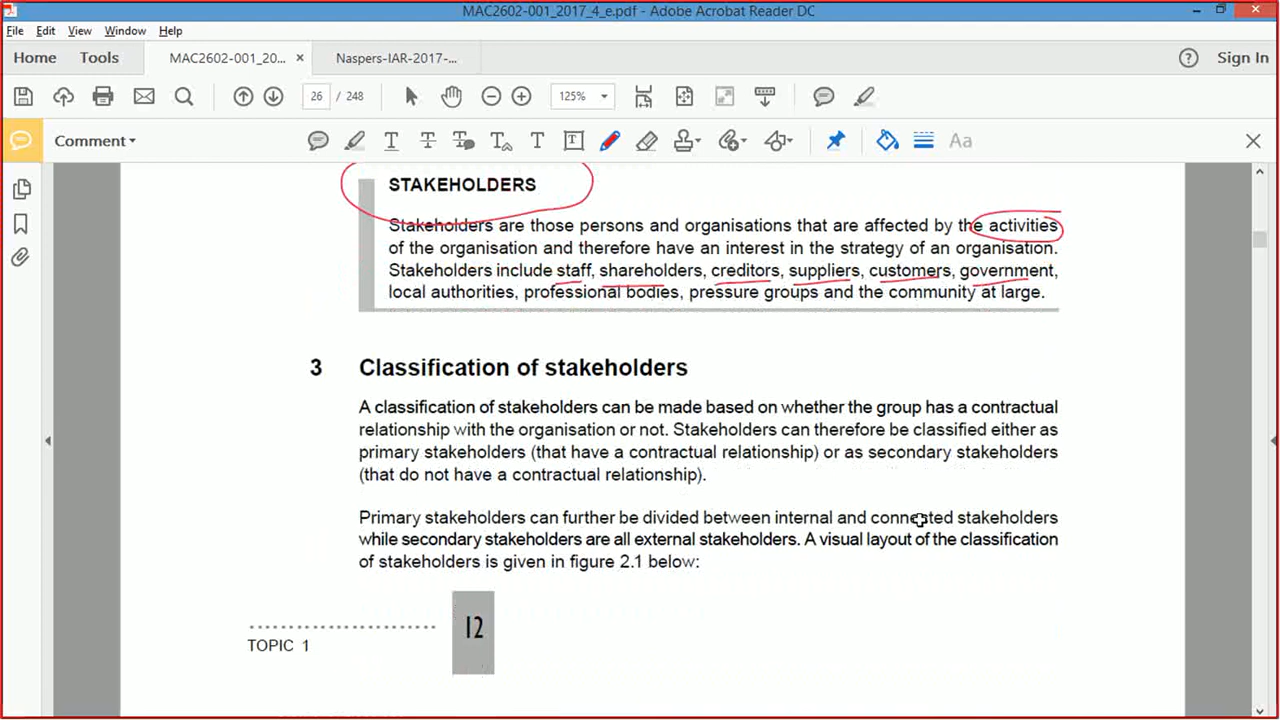 MAC2602-001_2017_4_e.pdf - Adobe Acrobat Reader DC
File Edit View Window Help
Home Tools MAC2602-001_20... × Naspers-IAR-2017-... Sign In
26 / 248 125%
Comment Aa
STAKEHOLDERS
Stakeholders are those persons and organisations that are affected by the activities
of the organisation and therefore have an interest in the strategy of an organisation.
Stakeholders include staff, shareholders, creditors, suppliers, customers, government,
local authorities, professional bodies, pressure groups and the community at large.
3 Classification of stakeholders
A classification of stakeholders can be made based on whether the group has a contractual
relationship with the organisation or not. Stakeholders can therefore be classified either as
primary stakeholders (that have a contractual relationship) or as secondary stakeholders
(that do not have a contractual relationship).
Primary stakeholders can further be divided between internal and connected stakeholders
while secondary stakeholders are all external stakeholders. A visual layout of the classification
of stakeholders is given in figure 2.1 below:
12
TOPIC 1